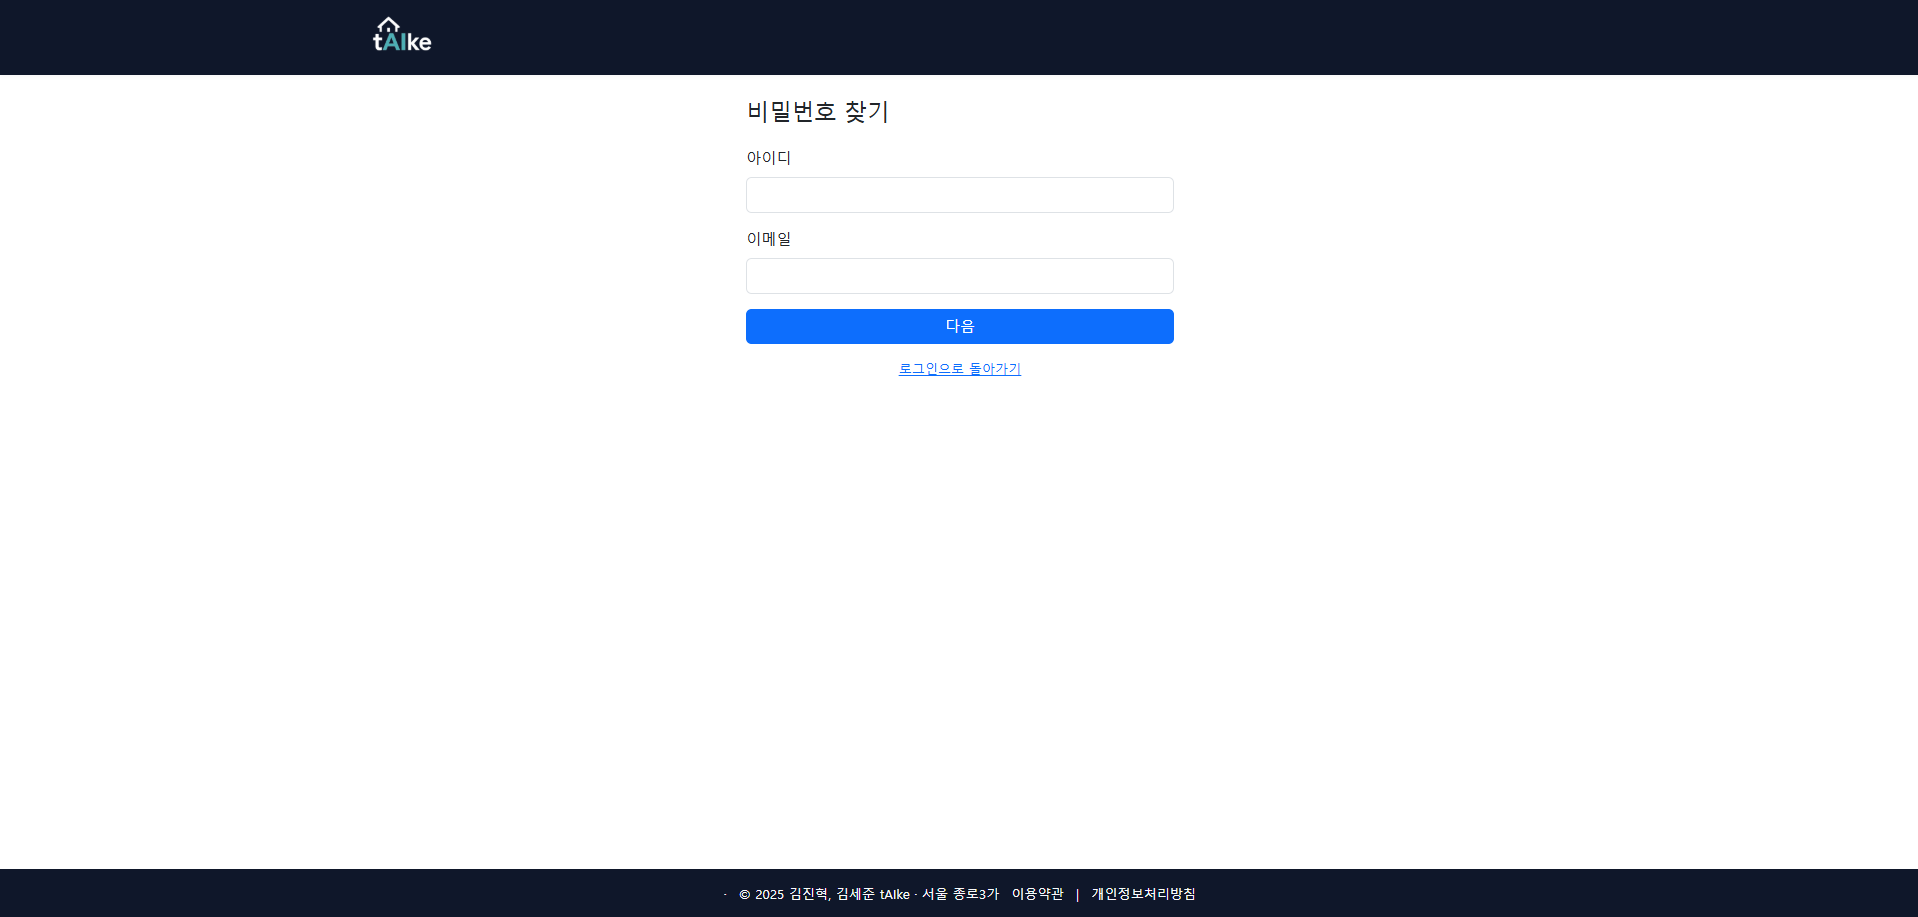 tAIke
비밀번호 찾기
아이디
이메일
다음
로그인으로 돌아가기
· © 2025 김진혁, 김세준 tAIke · 서울 종로3가 이용약관 | 개인정보처리방침